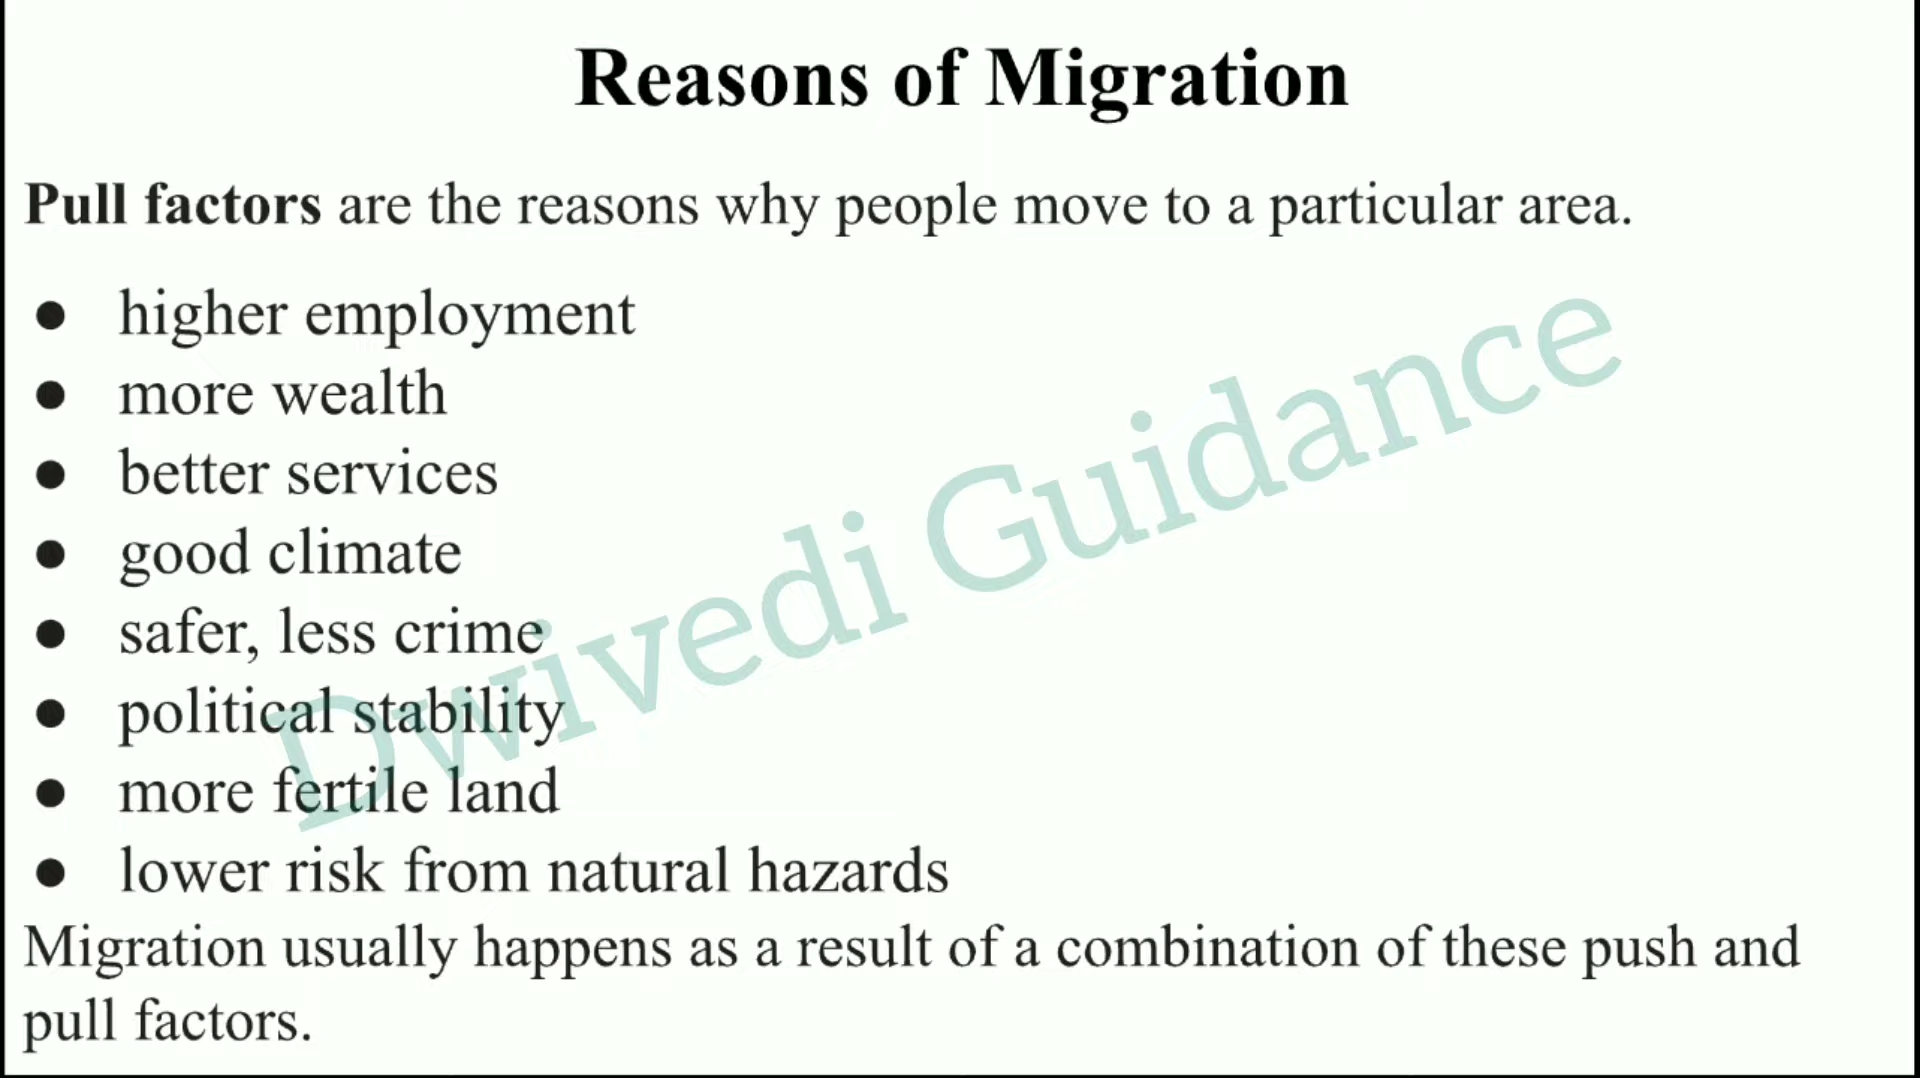 Reasons of Migration
Pull factors are the reasons why people move to a particular area.
● higher employment
● more wealth
● better services
● good climate
● safer, less crime
● political stability
● more fertile land
● lower risk from natural hazards
Migration usually happens as a result of a combination of these push and
pull factors.
Dwivedi Guidance